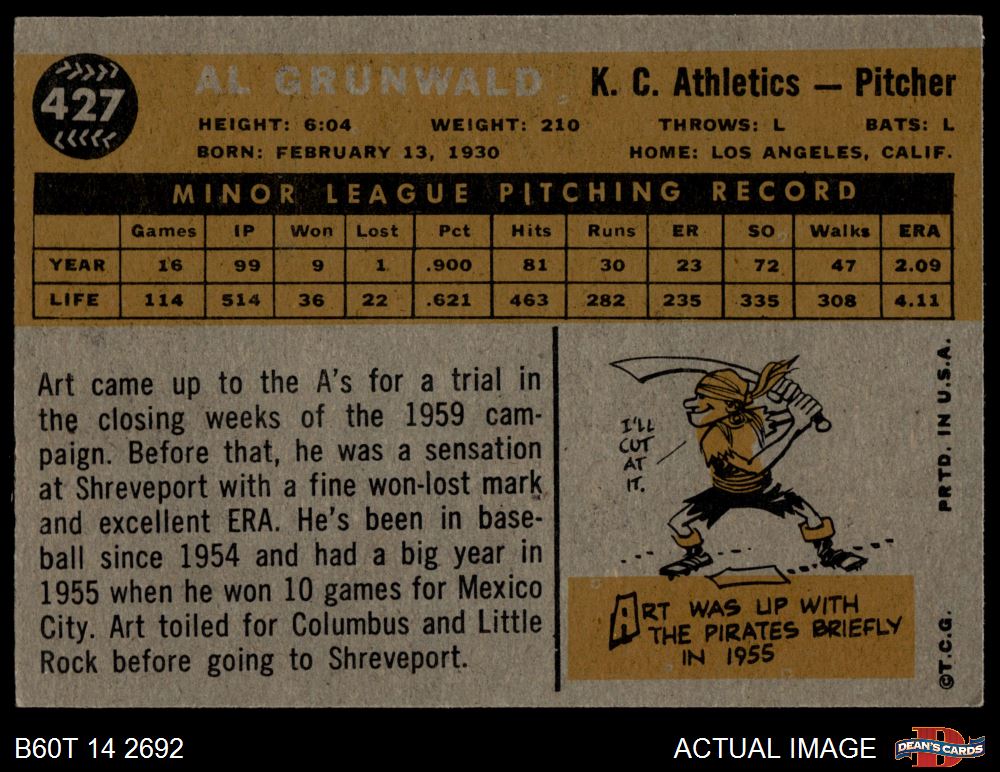 427
AL GRUNWALD K. C. Athletics — Pitcher
HEIGHT: 6:04 WEIGHT: 210 THROWS: L BATS: L
BORN: FEBRUARY 13, 1930 HOME: LOS ANGELES, CALIF.
MINOR LEAGUE PITCHING RECORD
Games IP Won Lost Pct Hits Runs ER SO Walks ERA
YEAR 16 99 9 1 .900 81 30 23 72 47 2.09
LIFE 114 514 36 22 .621 463 282 235 335 308 4.11
Art came up to the A's for a trial in
the closing weeks of the 1959 cam-
paign. Before that, he was a sensation
at Shreveport with a fine won-lost mark
and excellent ERA. He's been in base-
ball since 1954 and had a big year in
1955 when he won 10 games for Mexico
City. Art toiled for Columbus and Little
Rock before going to Shreveport.
I'LL
CUT
AT
IT.
ART WAS UP WITH
THE PIRATES BRIEFLY
IN 1955
©T.C.G. PRTD. IN U.S.A.
B60T 14 2692 ACTUAL IMAGE
D
DEAN'S CARDS